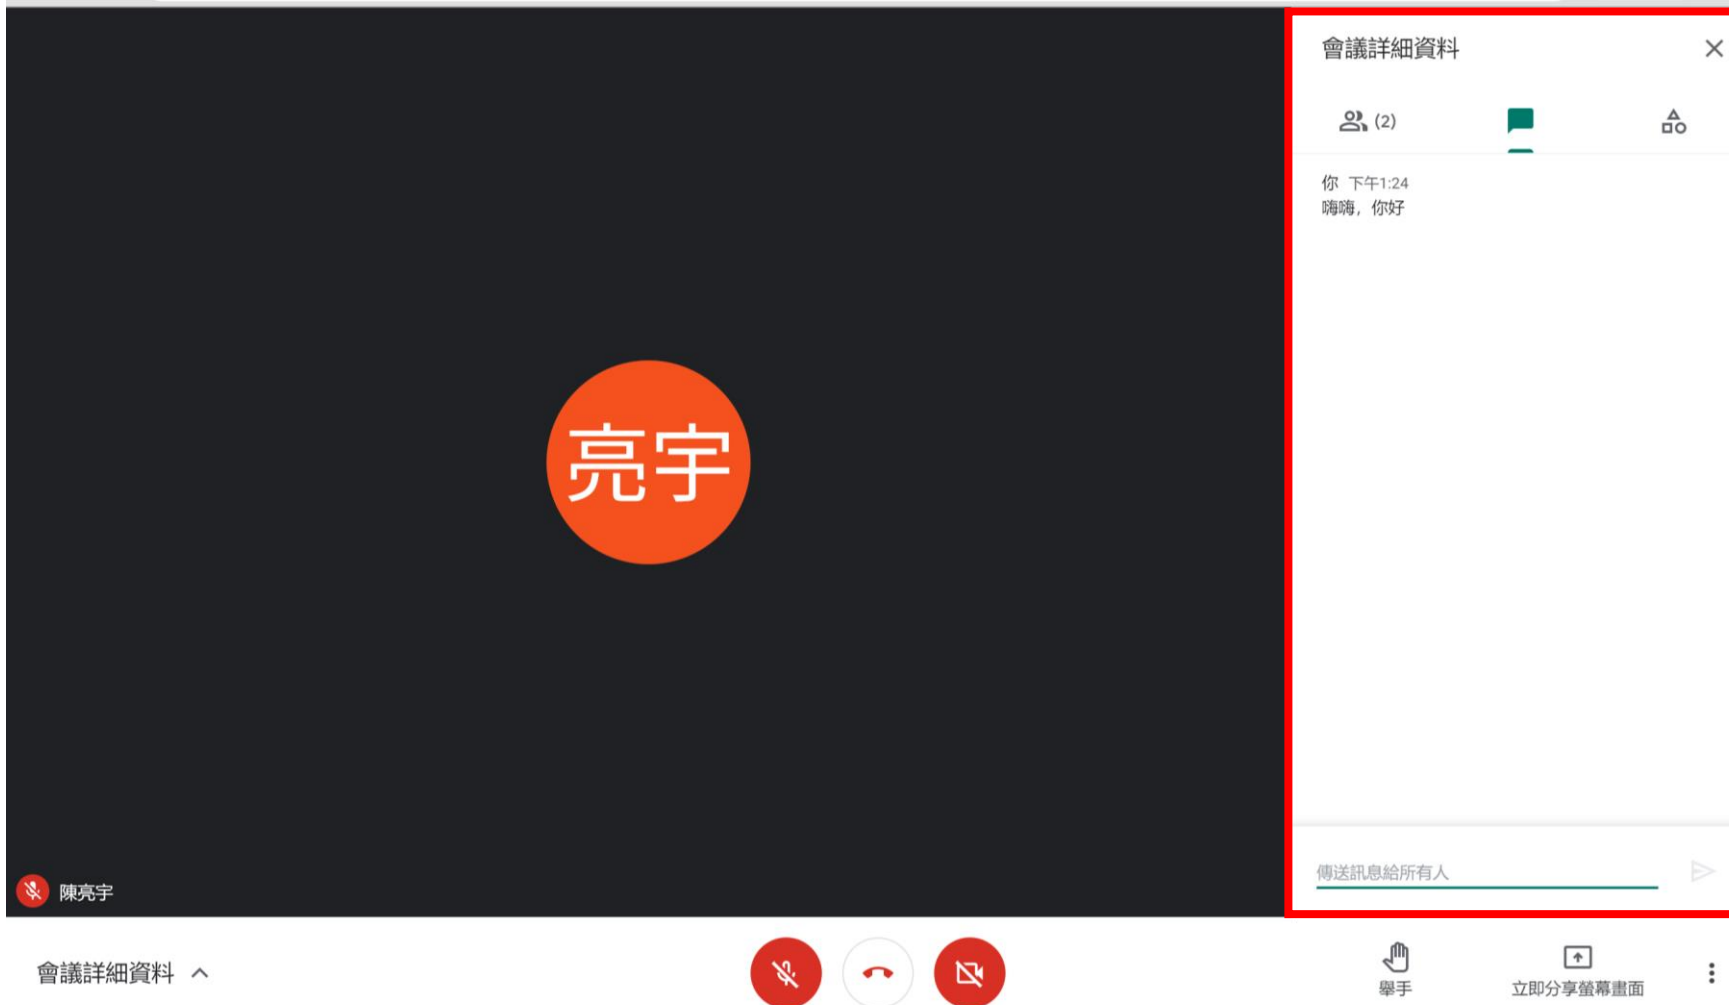 會議詳細資料
(2)
你 下午1:24
嗨嗨，你好
亮宇
傳送訊息給所有人
陳亮宇
會議詳細資料
舉手
立即分享螢幕畫面